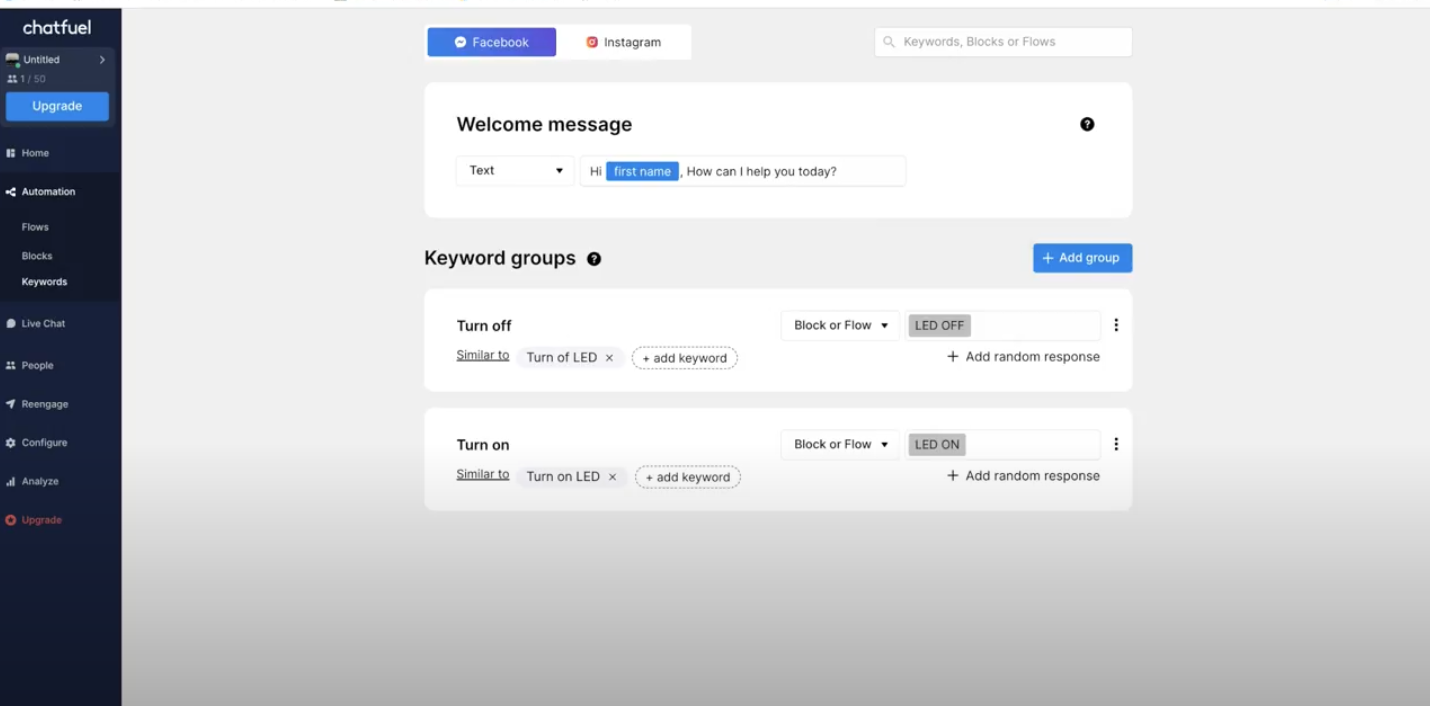 chatfuel
Untitled
1 / 50
Upgrade
Home
Automation
Flows
Blocks
Keywords
Live Chat
People
Reengage
Configure
Analyze
Upgrade
Facebook Instagram
Keywords, Blocks or Flows
Welcome message ?
Text Hi first name , How can I help you today?
Keyword groups ? + Add group
Turn off Block or Flow LED OFF
Similar to Turn of LED × + add keyword + Add random response
Turn on Block or Flow LED ON
Similar to Turn on LED × + add keyword + Add random response